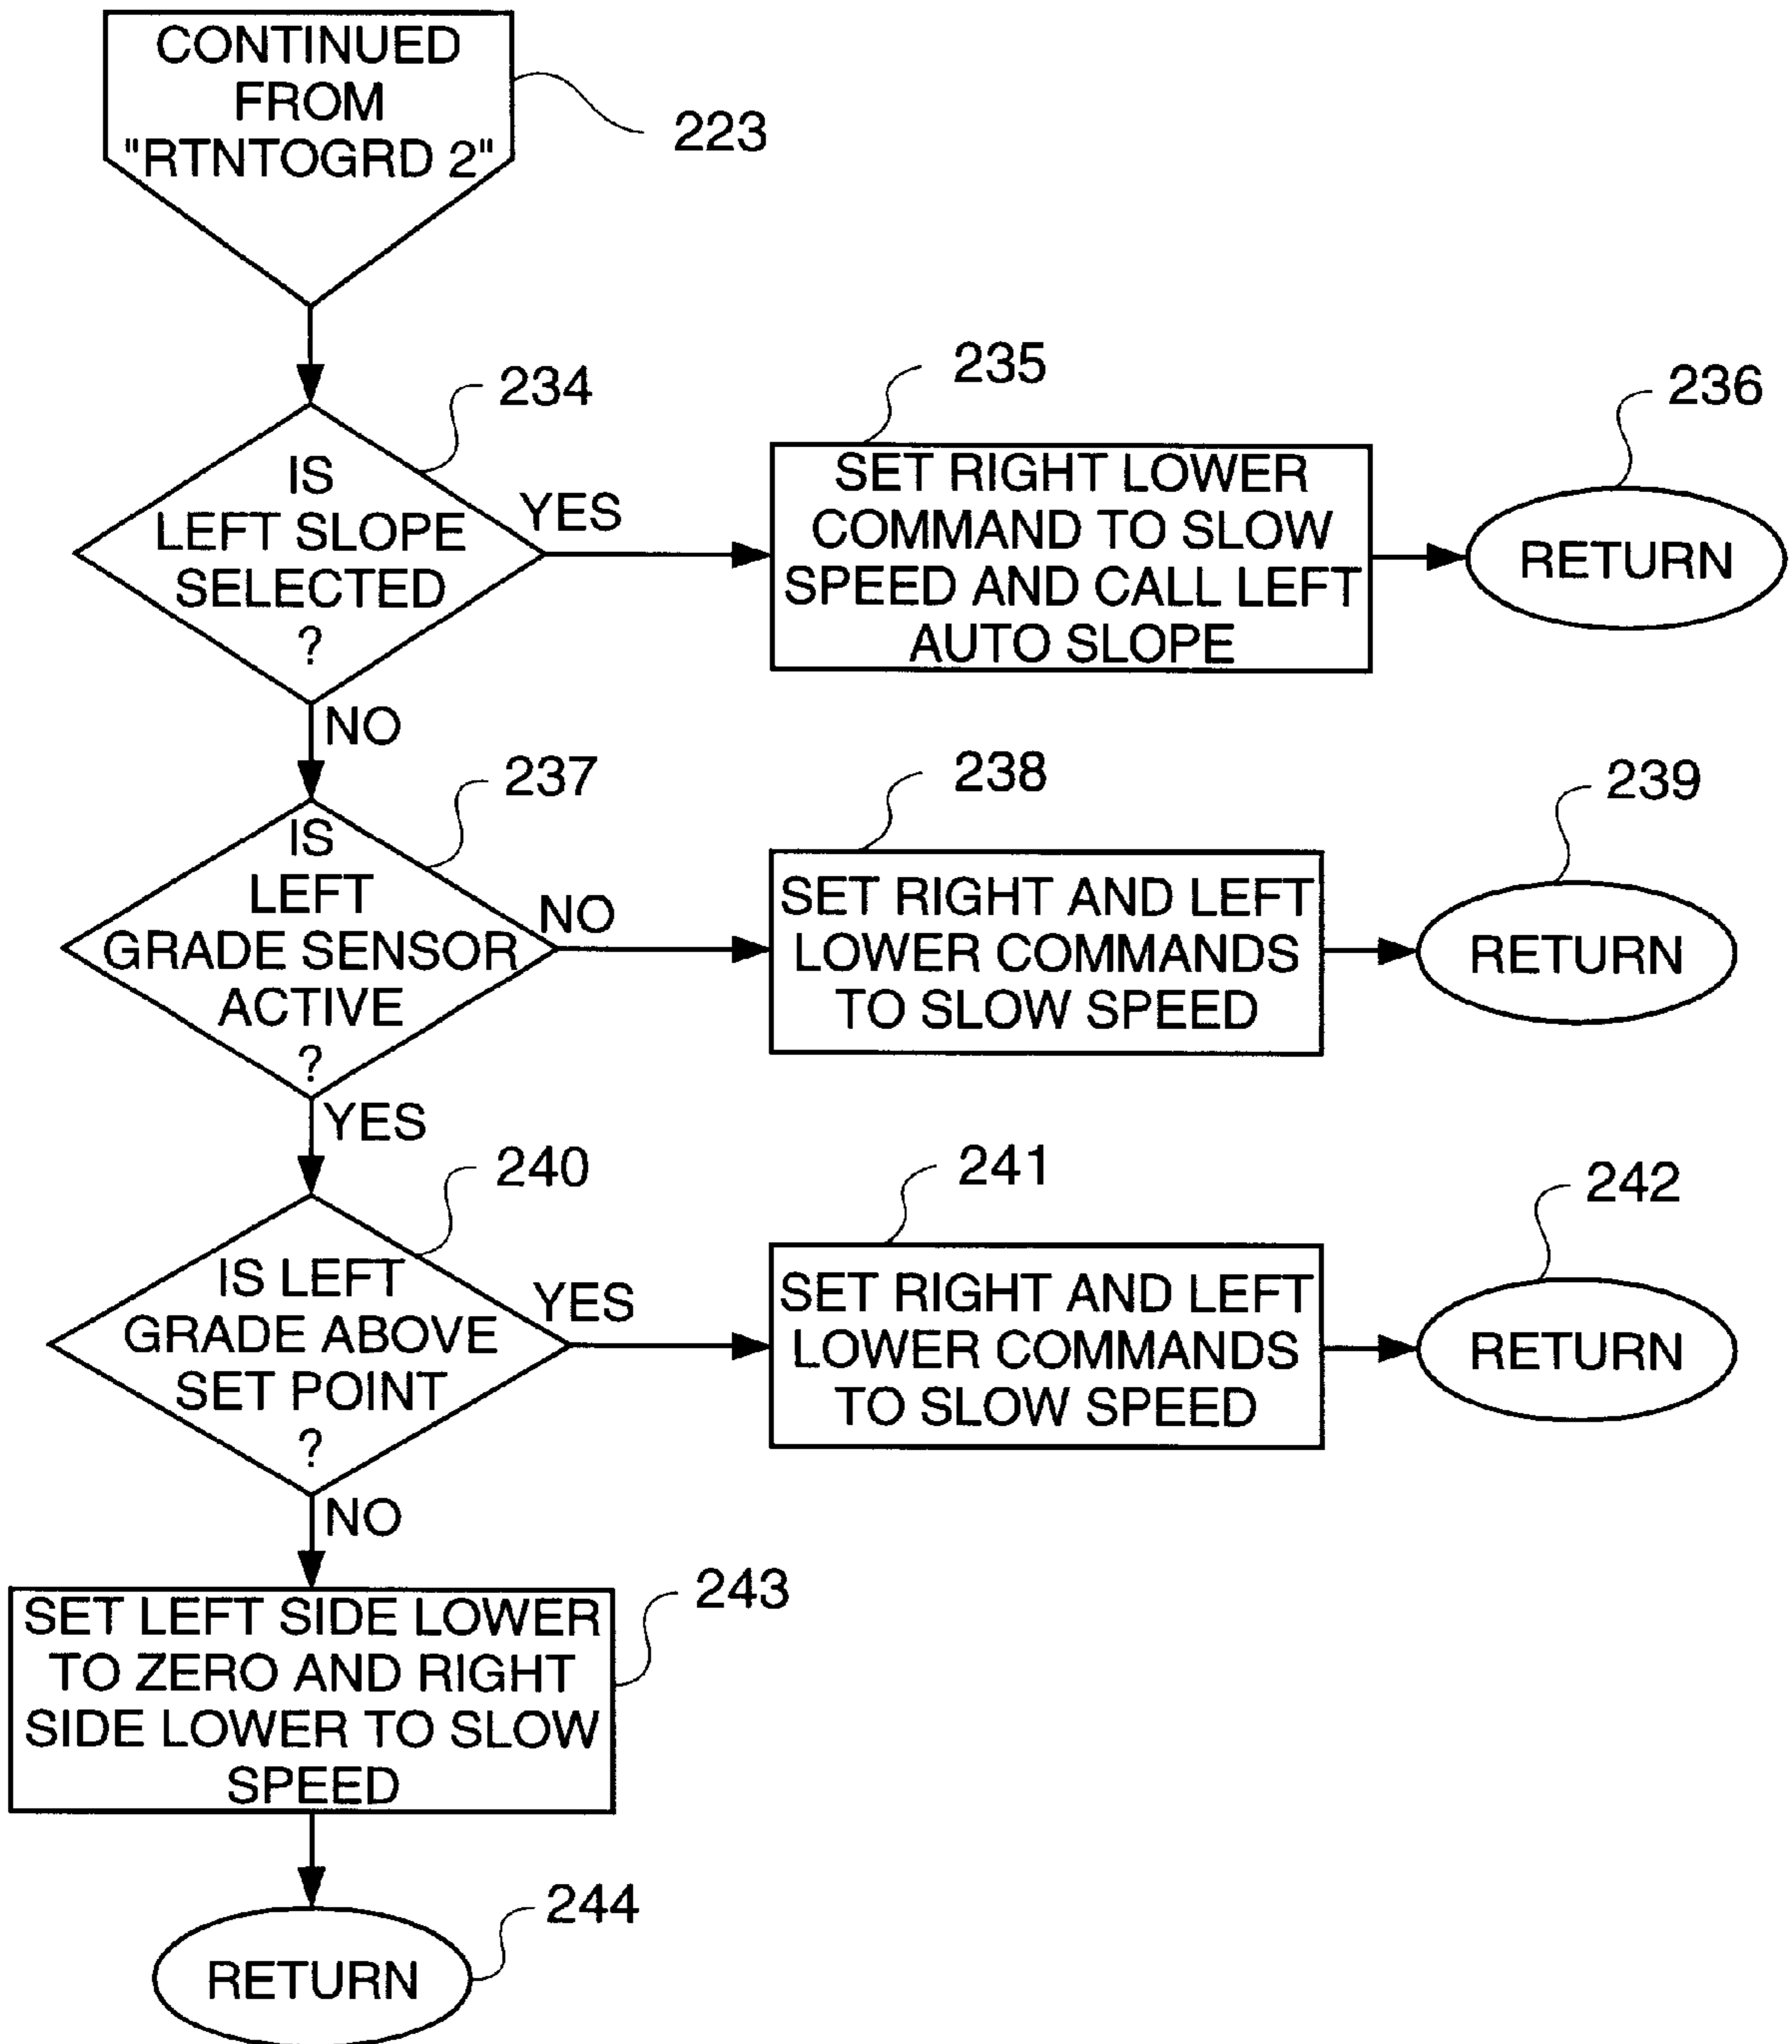 CONTINUED
FROM
"RTNTOGRD 2"
223
234
IS
LEFT SLOPE
SELECTED
?
YES
235
SET RIGHT LOWER
COMMAND TO SLOW
SPEED AND CALL LEFT
AUTO SLOPE
236
RETURN
NO
237
IS
LEFT
GRADE SENSOR
ACTIVE
?
NO
238
SET RIGHT AND LEFT
LOWER COMMANDS
TO SLOW SPEED
239
RETURN
YES
240
IS LEFT
GRADE ABOVE
SET POINT
?
YES
241
SET RIGHT AND LEFT
LOWER COMMANDS
TO SLOW SPEED
242
RETURN
NO
243
SET LEFT SIDE LOWER
TO ZERO AND RIGHT
SIDE LOWER TO SLOW
SPEED
244
RETURN